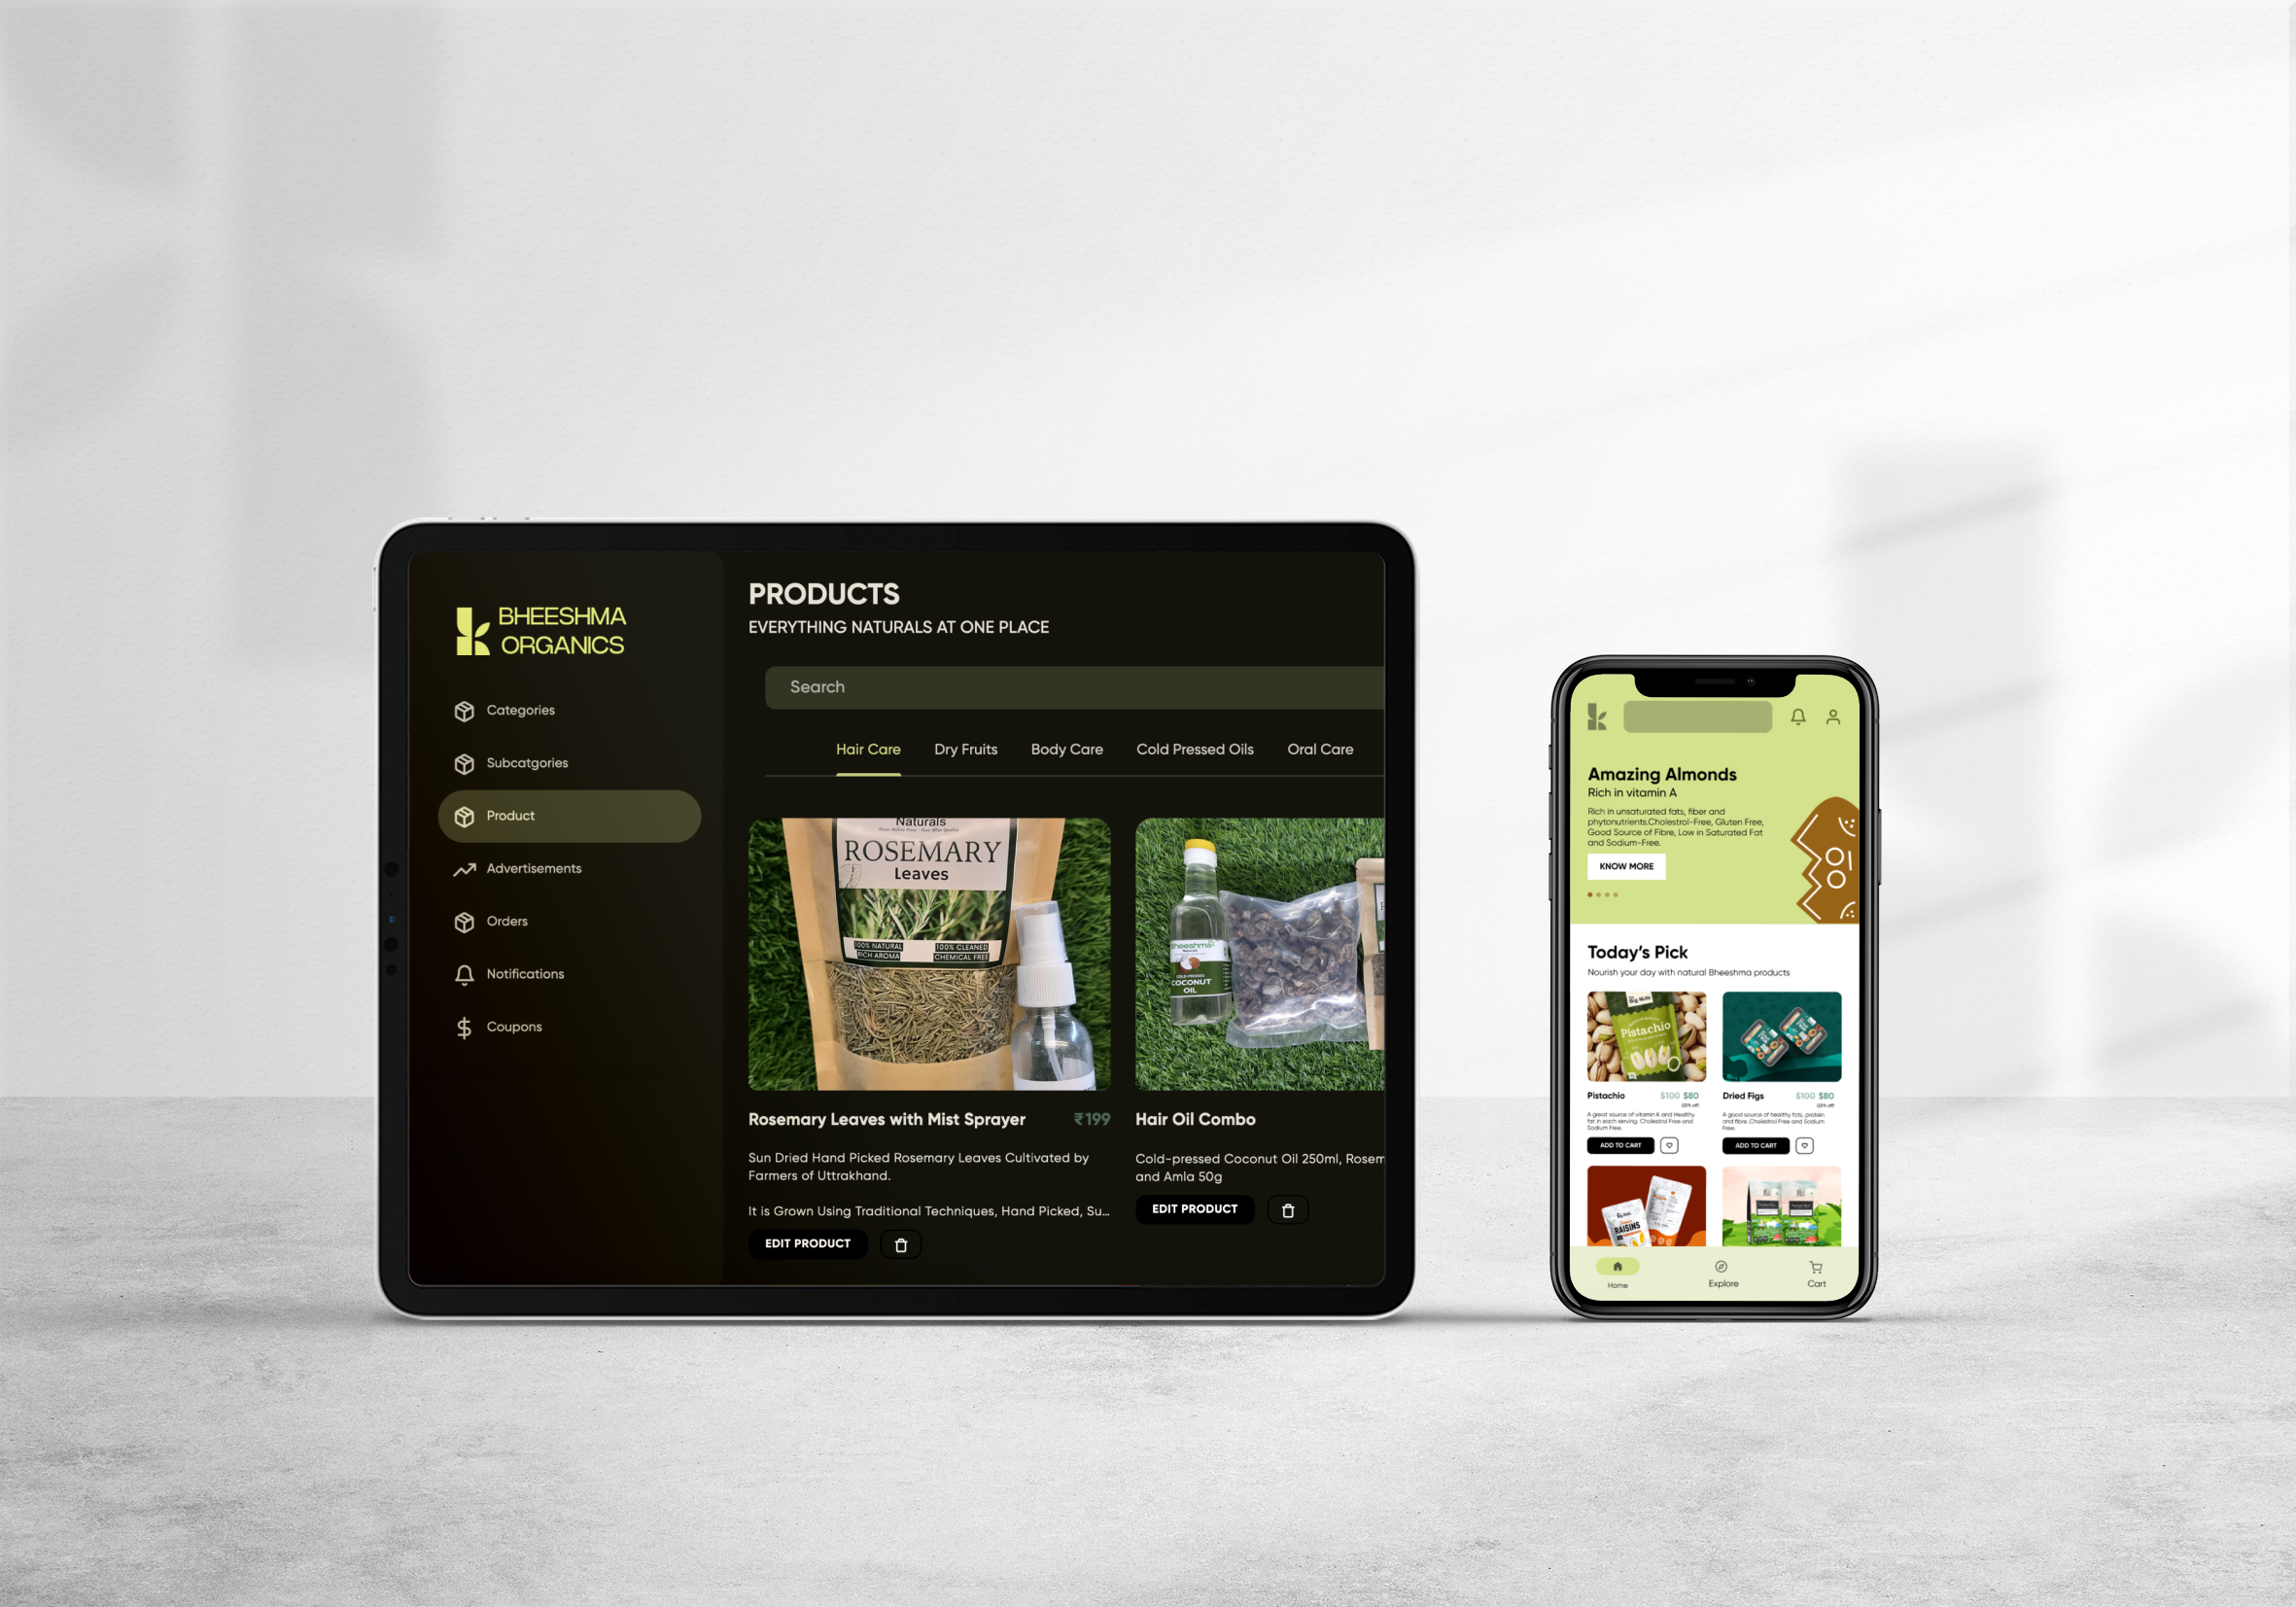 BHEESHMA
ORGANICS
Categories
Subcatgories
Product
Advertisements
Orders
Notifications
Coupons
PRODUCTS
EVERYTHING NATURALS AT ONE PLACE
Search
Hair Care Dry Fruits Body Care Cold Pressed Oils Oral Care
Naturals
ROSEMARY
Leaves
100% NATURAL 100% CLEANED
RICH AROMA CHEMICAL FREE
Rosemary Leaves with Mist Sprayer ₹199
Sun Dried Hand Picked Rosemary Leaves Cultivated by
Farmers of Uttrakhand.
It is Grown Using Traditional Techniques, Hand Picked, Su...
EDIT PRODUCT
Bheeshma
COLD-PRESSED
COCONUT
OIL
Hair Oil Combo
Cold-pressed Coconut Oil 250ml, Rosem
and Amla 50g
EDIT PRODUCT
Amazing Almonds
Rich in vitamin A
Rich in unsaturated fats, fiber and
phytonutrients.Cholestrol-Free, Gluten Free,
Good Source of Fibre, Low in Saturated Fat
and Sodium-Free.
KNOW MORE
Today's Pick
Nourish your day with natural Bheeshma products
Big Nuts
Pistachio
Pistachio $100 $80
(20% off)
A great source of vitamin K and Healthy
fat in each serving. Cholestrol Free and
Sodium Free.
ADD TO CART
Dried Figs $100 $80
(20% off)
A good source of healthy fats, protein
and fibre .Cholestrol Free and Sodium
Free.
ADD TO CART
RAISINS
Home
Explore
Cart